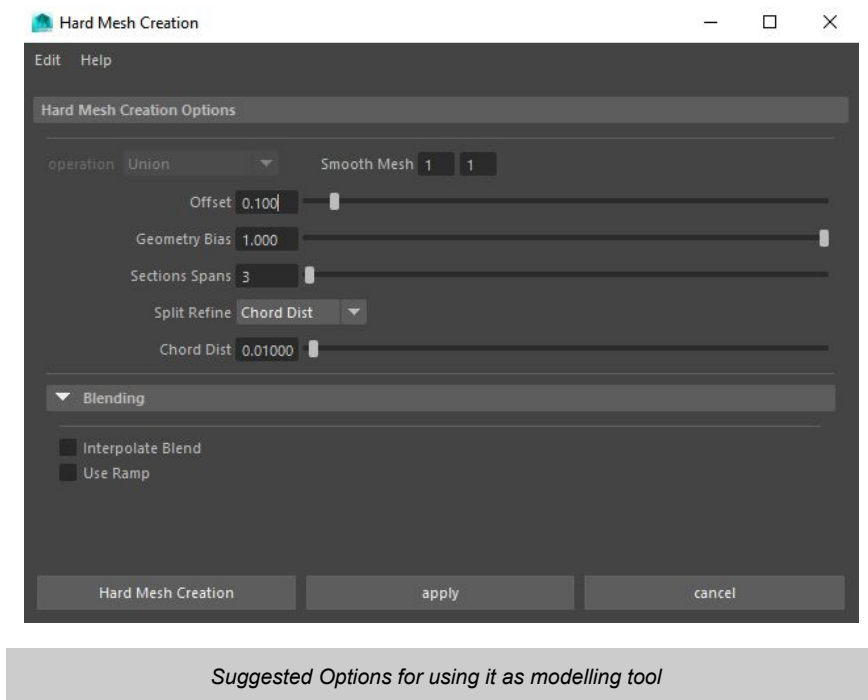 Hard Mesh Creation
Edit Help
Hard Mesh Creation Options
operation Union Smooth Mesh 1 1
Offset 0.100
Geometry Bias 1.000
Sections Spans 3
Split Refine Chord Dist
Chord Dist 0.01000
Blending
Interpolate Blend
Use Ramp
Hard Mesh Creation apply cancel
Suggested Options for using it as modelling tool